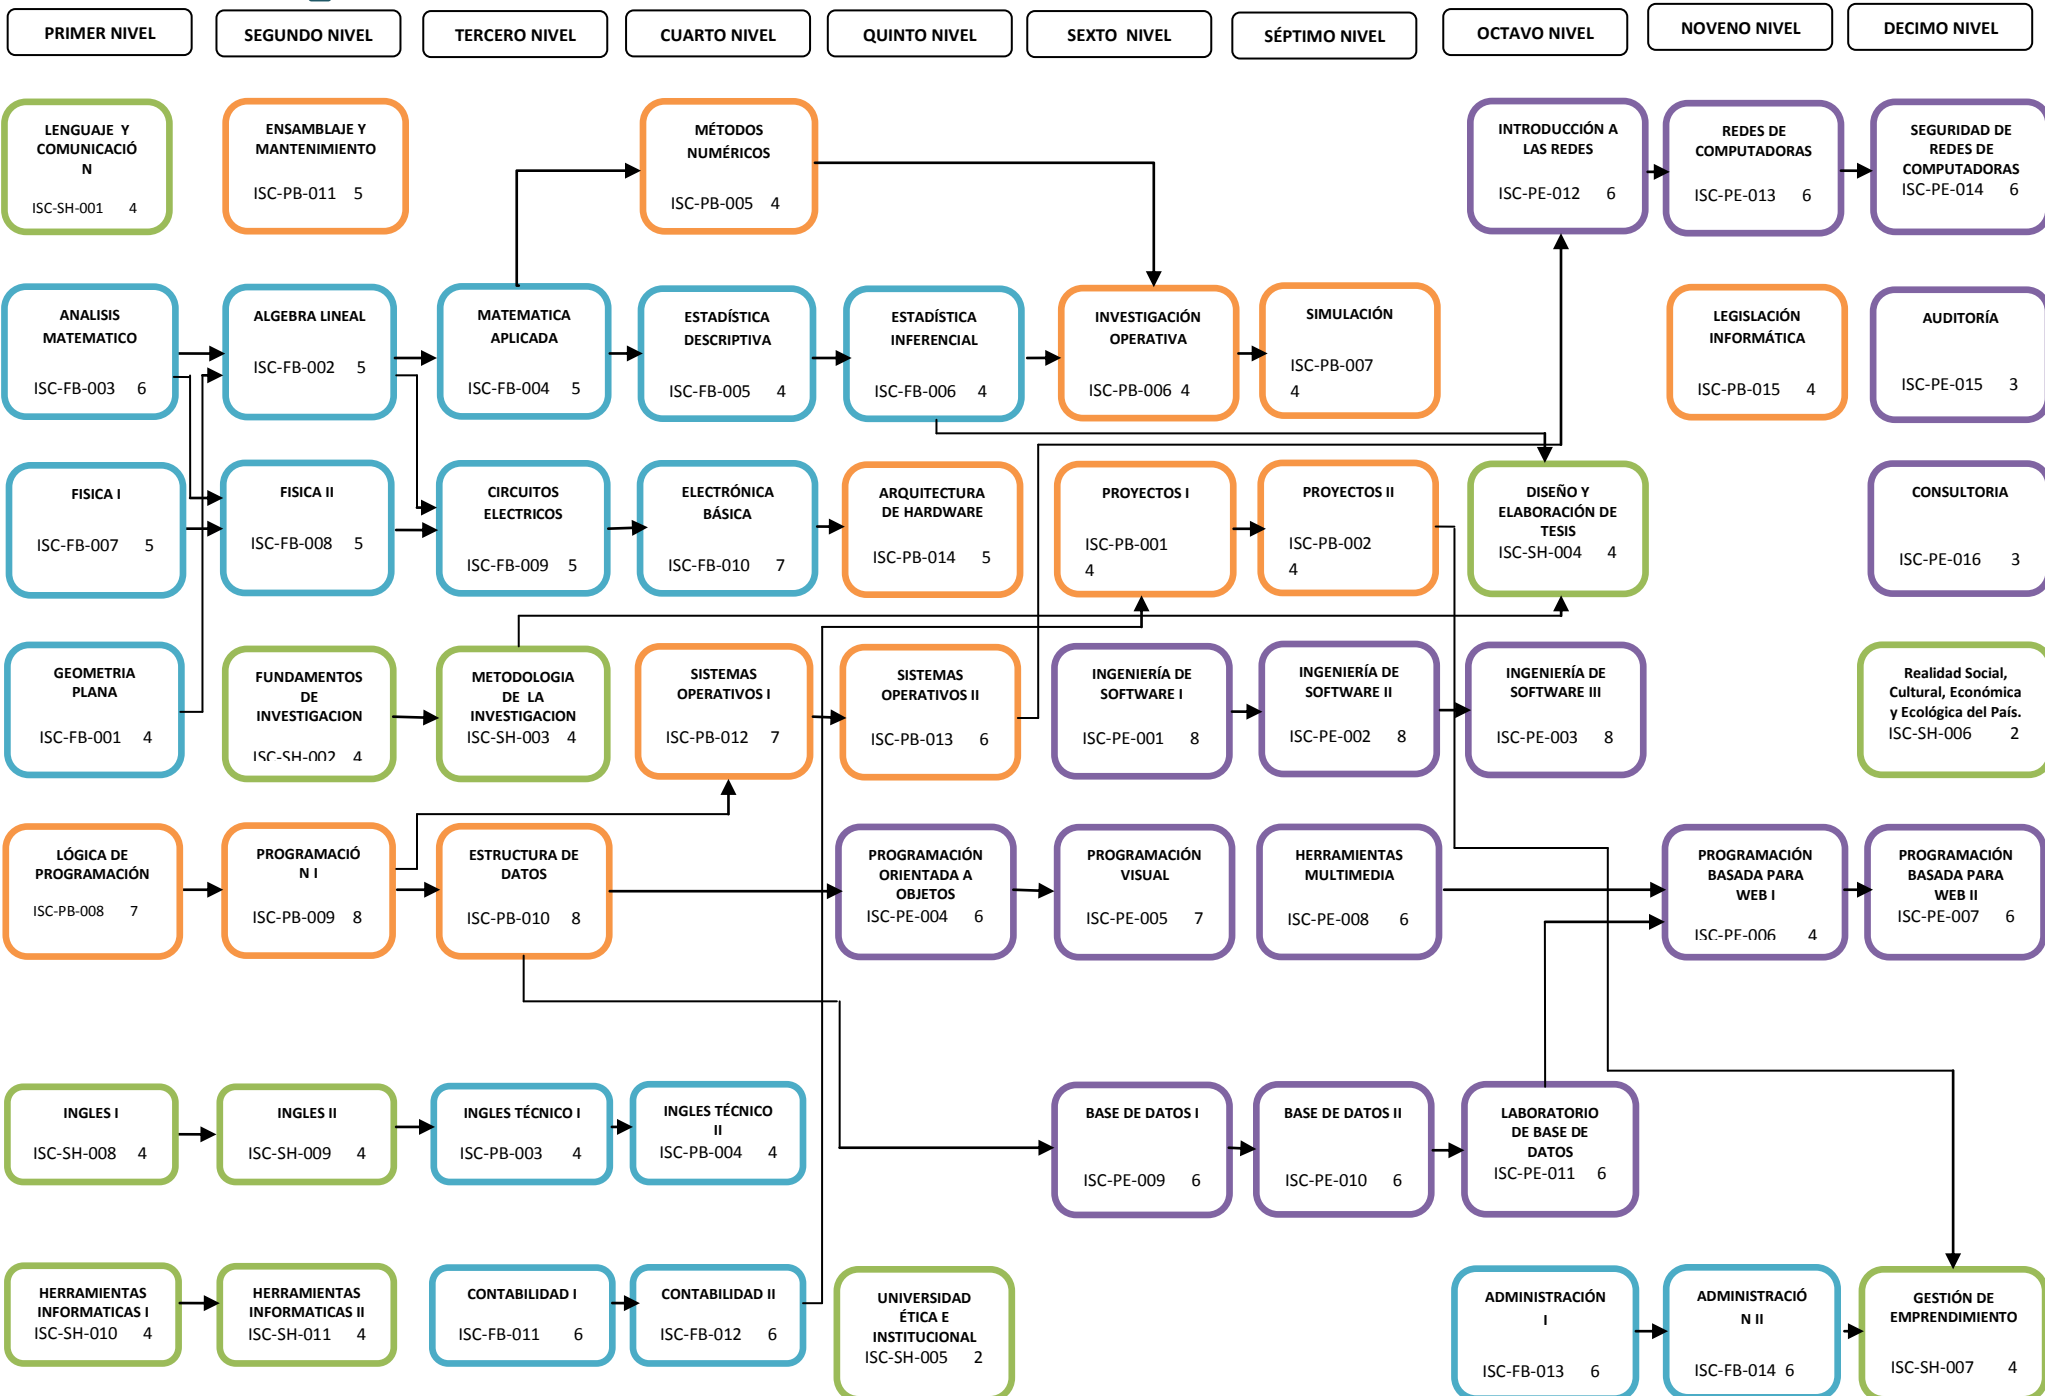 PRIMER NIVEL
SEGUNDO NIVEL
TERCERO NIVEL
CUARTO NIVEL
QUINTO NIVEL
SEXTO NIVEL
SÉPTIMO NIVEL
OCTAVO NIVEL
NOVENO NIVEL
DECIMO NIVEL
LENGUAJE Y
COMUNICACIÓ
N
ISC-SH-001 4
ENSAMBLAJE Y
MANTENIMIENTO
ISC-PB-011 5
MÉTODOS
NUMÉRICOS
ISC-PB-005 4
INTRODUCCIÓN A
LAS REDES
ISC-PE-012 6
REDES DE
COMPUTADORAS
ISC-PE-013 6
SEGURIDAD DE
REDES DE
COMPUTADORAS
ISC-PE-014 6
ANALISIS
MATEMATICO
ISC-FB-003 6
ALGEBRA LINEAL
ISC-FB-002 5
MATEMATICA
APLICADA
ISC-FB-004 5
ESTADÍSTICA
DESCRIPTIVA
ISC-FB-005 4
ESTADÍSTICA
INFERENCIAL
ISC-FB-006 4
INVESTIGACIÓN
OPERATIVA
ISC-PB-006 4
SIMULACIÓN
ISC-PB-007
4
LEGISLACIÓN
INFORMÁTICA
ISC-PB-015 4
AUDITORÍA
ISC-PE-015 3
FISICA I
ISC-FB-007 5
FISICA II
ISC-FB-008 5
CIRCUITOS
ELECTRICOS
ISC-FB-009 5
ELECTRÓNICA
BÁSICA
ISC-FB-010 7
ARQUITECTURA
DE HARDWARE
ISC-PB-014 5
PROYECTOS I
ISC-PB-001
4
PROYECTOS II
ISC-PB-002
4
DISEÑO Y
ELABORACIÓN DE
TESIS
ISC-SH-004 4
CONSULTORIA
ISC-PE-016 3
GEOMETRIA
PLANA
ISC-FB-001 4
FUNDAMENTOS
DE
INVESTIGACION
ISC-SH-002 4
METODOLOGIA
DE LA
INVESTIGACION
ISC-SH-003 4
SISTEMAS
OPERATIVOS I
ISC-PB-012 7
SISTEMAS
OPERATIVOS II
ISC-PB-013 6
INGENIERÍA DE
SOFTWARE I
ISC-PE-001 8
INGENIERÍA DE
SOFTWARE II
ISC-PE-002 8
INGENIERÍA DE
SOFTWARE III
ISC-PE-003 8
Realidad Social,
Cultural, Económica
y Ecológica del País.
ISC-SH-006 2
LÓGICA DE
PROGRAMACIÓN
ISC-PB-008 7
PROGRAMACIÓ
N I
ISC-PB-009 8
ESTRUCTURA DE
DATOS
ISC-PB-010 8
PROGRAMACIÓN
ORIENTADA A
OBJETOS
ISC-PE-004 6
PROGRAMACIÓN
VISUAL
ISC-PE-005 7
HERRAMIENTAS
MULTIMEDIA
ISC-PE-008 6
PROGRAMACIÓN
BASADA PARA
WEB I
ISC-PE-006 4
PROGRAMACIÓN
BASADA PARA
WEB II
ISC-PE-007 6
INGLES I
ISC-SH-008 4
INGLES II
ISC-SH-009 4
INGLES TÉCNICO I
ISC-PB-003 4
INGLES TÉCNICO
II
ISC-PB-004 4
BASE DE DATOS I
ISC-PE-009 6
BASE DE DATOS II
ISC-PE-010 6
LABORATORIO
DE BASE DE
DATOS
ISC-PE-011 6
HERRAMIENTAS
INFORMATICAS I
ISC-SH-010 4
HERRAMIENTAS
INFORMATICAS II
ISC-SH-011 4
CONTABILIDAD I
ISC-FB-011 6
CONTABILIDAD II
ISC-FB-012 6
UNIVERSIDAD
ÉTICA E
INSTITUCIONAL
ISC-SH-005 2
ADMINISTRACIÓN
I
ISC-FB-013 6
ADMINISTRACIÓ
N II
ISC-FB-014 6
GESTIÓN DE
EMPRENDIMIENTO
ISC-SH-007 4